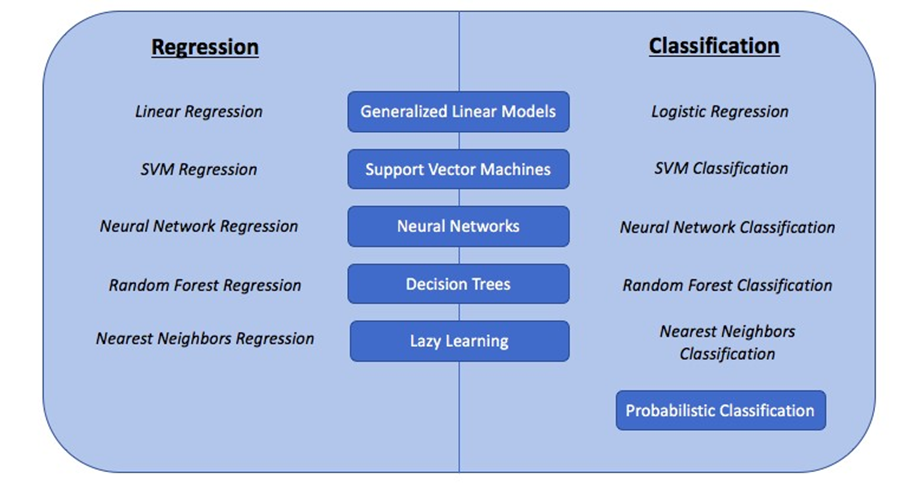 Regression
Classification
Linear Regression
Generalized Linear Models
Logistic Regression
SVM Regression
Support Vector Machines
SVM Classification
Neural Network Regression
Neural Networks
Neural Network Classification
Random Forest Regression
Decision Trees
Random Forest Classification
Nearest Neighbors Regression
Lazy Learning
Nearest Neighbors
Classification
Probabilistic Classification